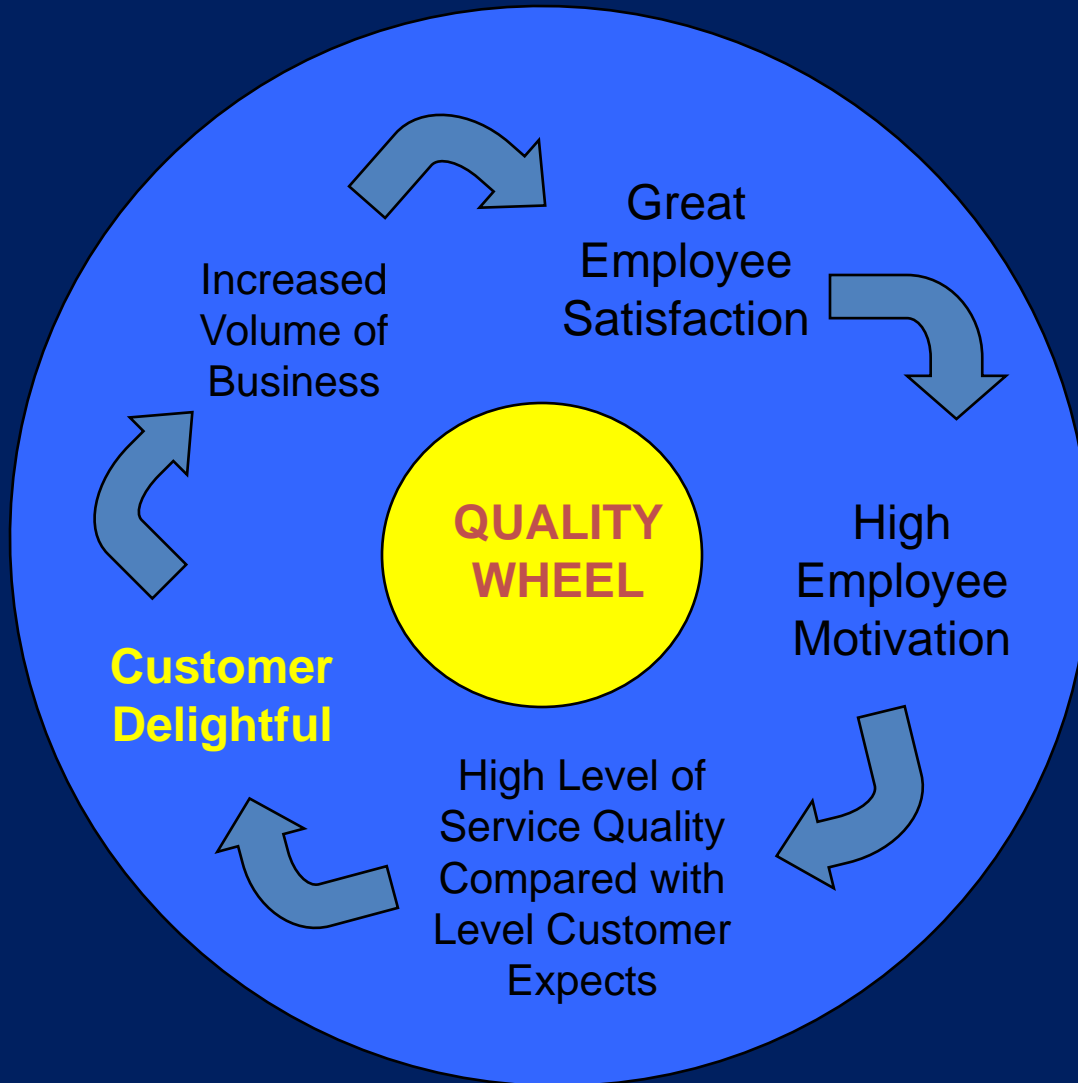 Great
Employee
Satisfaction
Increased
Volume of
Business
QUALITY
WHEEL
High
Employee
Motivation
Customer
Delightful
High Level of
Service Quality
Compared with
Level Customer
Expects